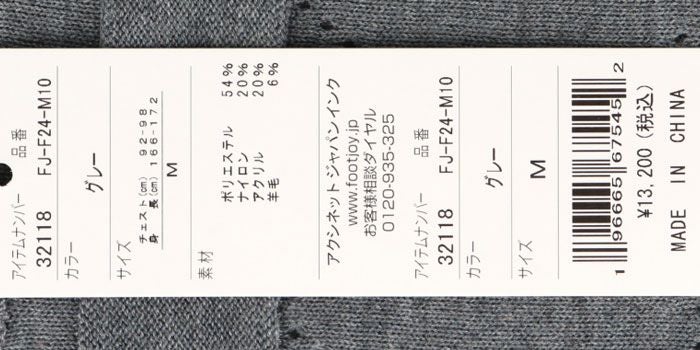 アイテムナンバー 品番
32118 FJ-F24-M10
カラー
グレー
サイズ
チェスト(cm) 92-98
身長(cm) 166-172
M
素材
ポリエステル 54%
ナイロン 20%
アクリル 20%
羊毛 6%
アクシネット ジャパン インク
www.footjoy.jp
お客様相談ダイヤル
0120-935-325
アイテムナンバー 品番
32118 FJ-F24-M10
カラー
グレー
サイズ
M
1 96665 67545 2
¥13,200 (税込)
MADE IN CHINA